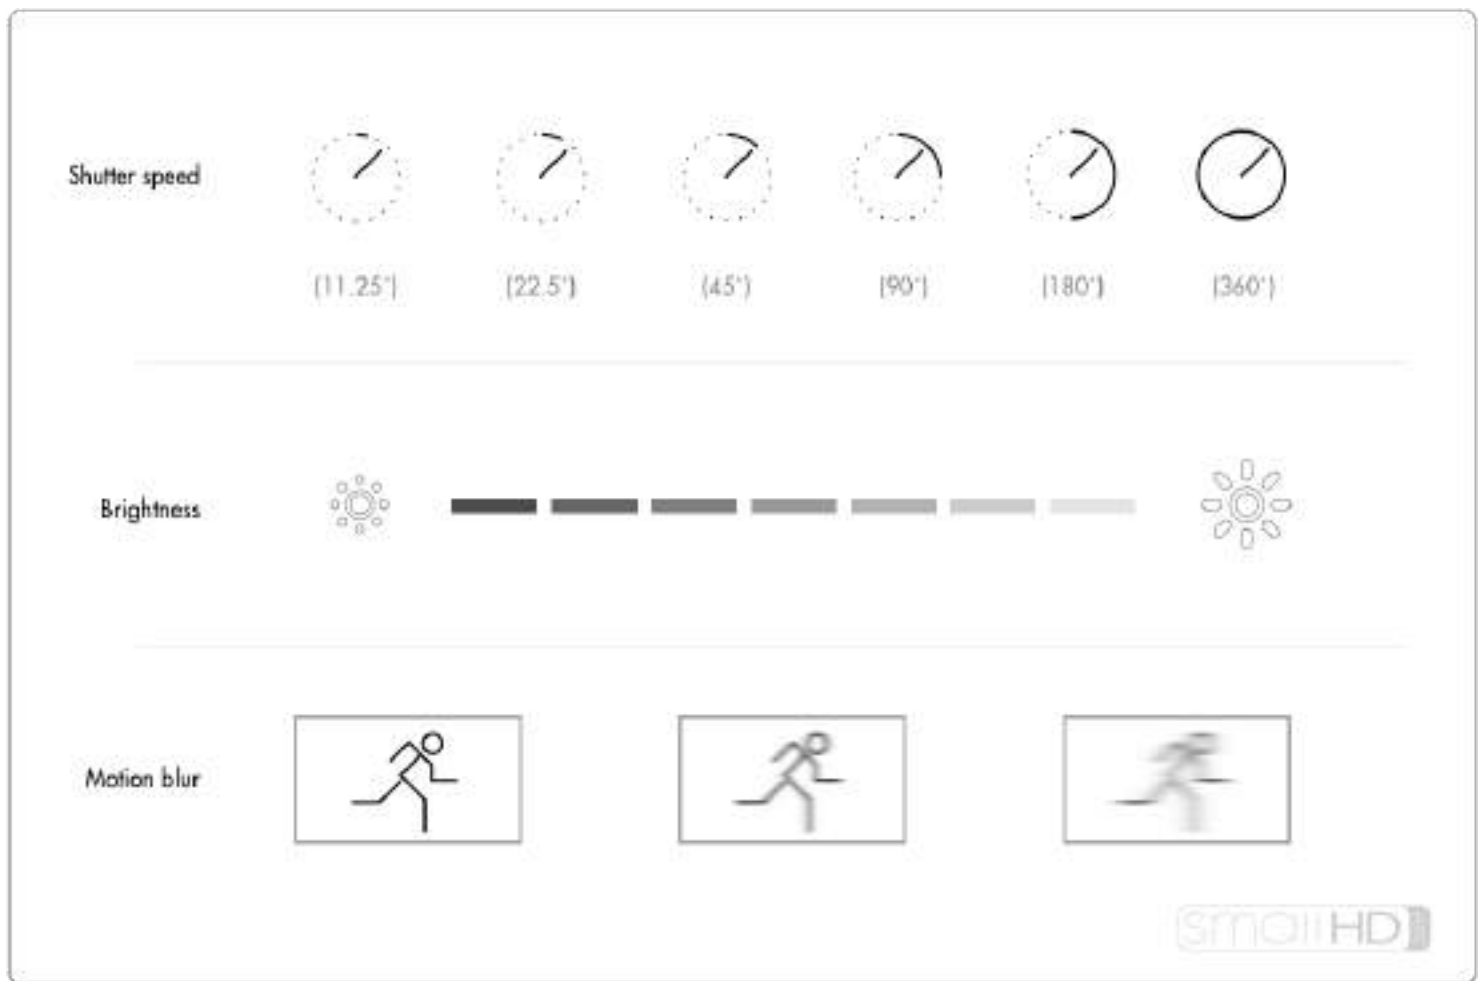 Shutter speed
(11.25°) (22.5°) (45°) (90°) (180°) (360°)
Brightness
Motion blur
smallHD